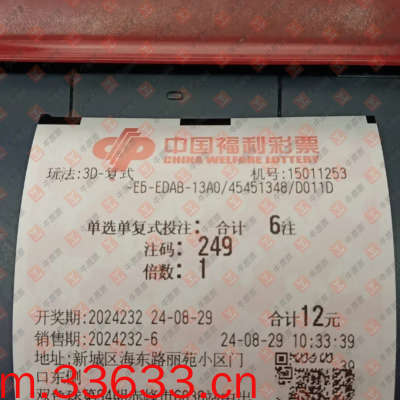 中国福利彩票
CHINA WELFARE LOTTERY
玩法:3D-复式 机号:15011253
-E5-EDAB-13A0/45451348/D011D
单选单复式投注: 合计 6注
注码: 249
倍数: 1
开奖期:2024232 24-08-29 合计12元
销售期:2024232-6 24-08-29 10:33:39
地址:新城区海东路丽苑小区门
口东侧
m.33633.cn